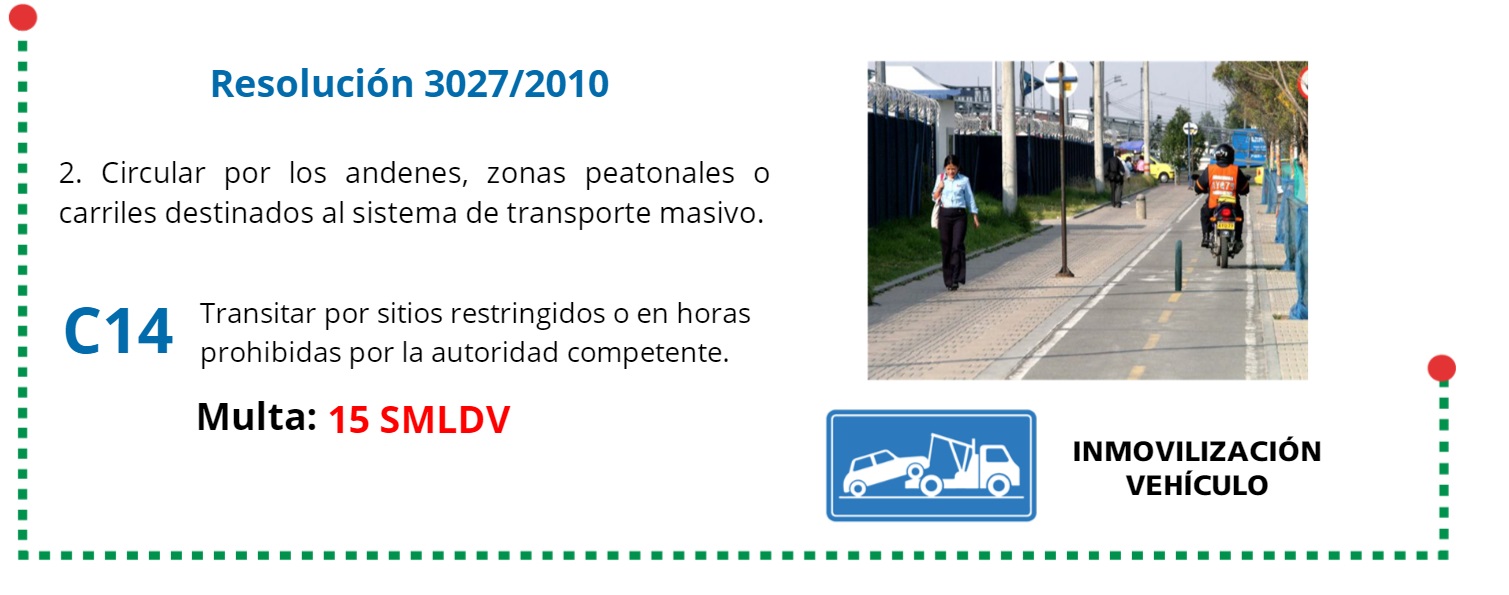 Resolución 3027/2010
2. Circular por los andenes, zonas peatonales o
carriles destinados al sistema de transporte masivo.
C14
Transitar por sitios restringidos o en horas
prohibidas por la autoridad competente.
Multa: 15 SMLDV
INMOVILIZACIÓN
VEHÍCULO